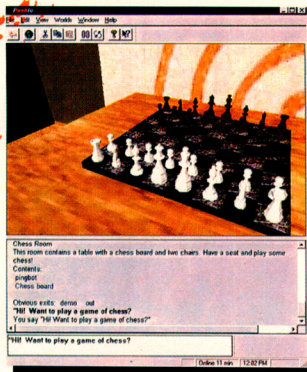 Pueblo
File Edit View Worlds Window Help
Chess Room
This room contains a table with a chess board and two chairs. Have a seat and play some
chess!
Contents:
pingbot
Chess board
Obvious exits: demo out
"Hi! Want to play a game of chess?
You say "Hi! Want to play a game of chess?"
"Hi! Want to play a game of chess?
Online 11 min 12:02 PM